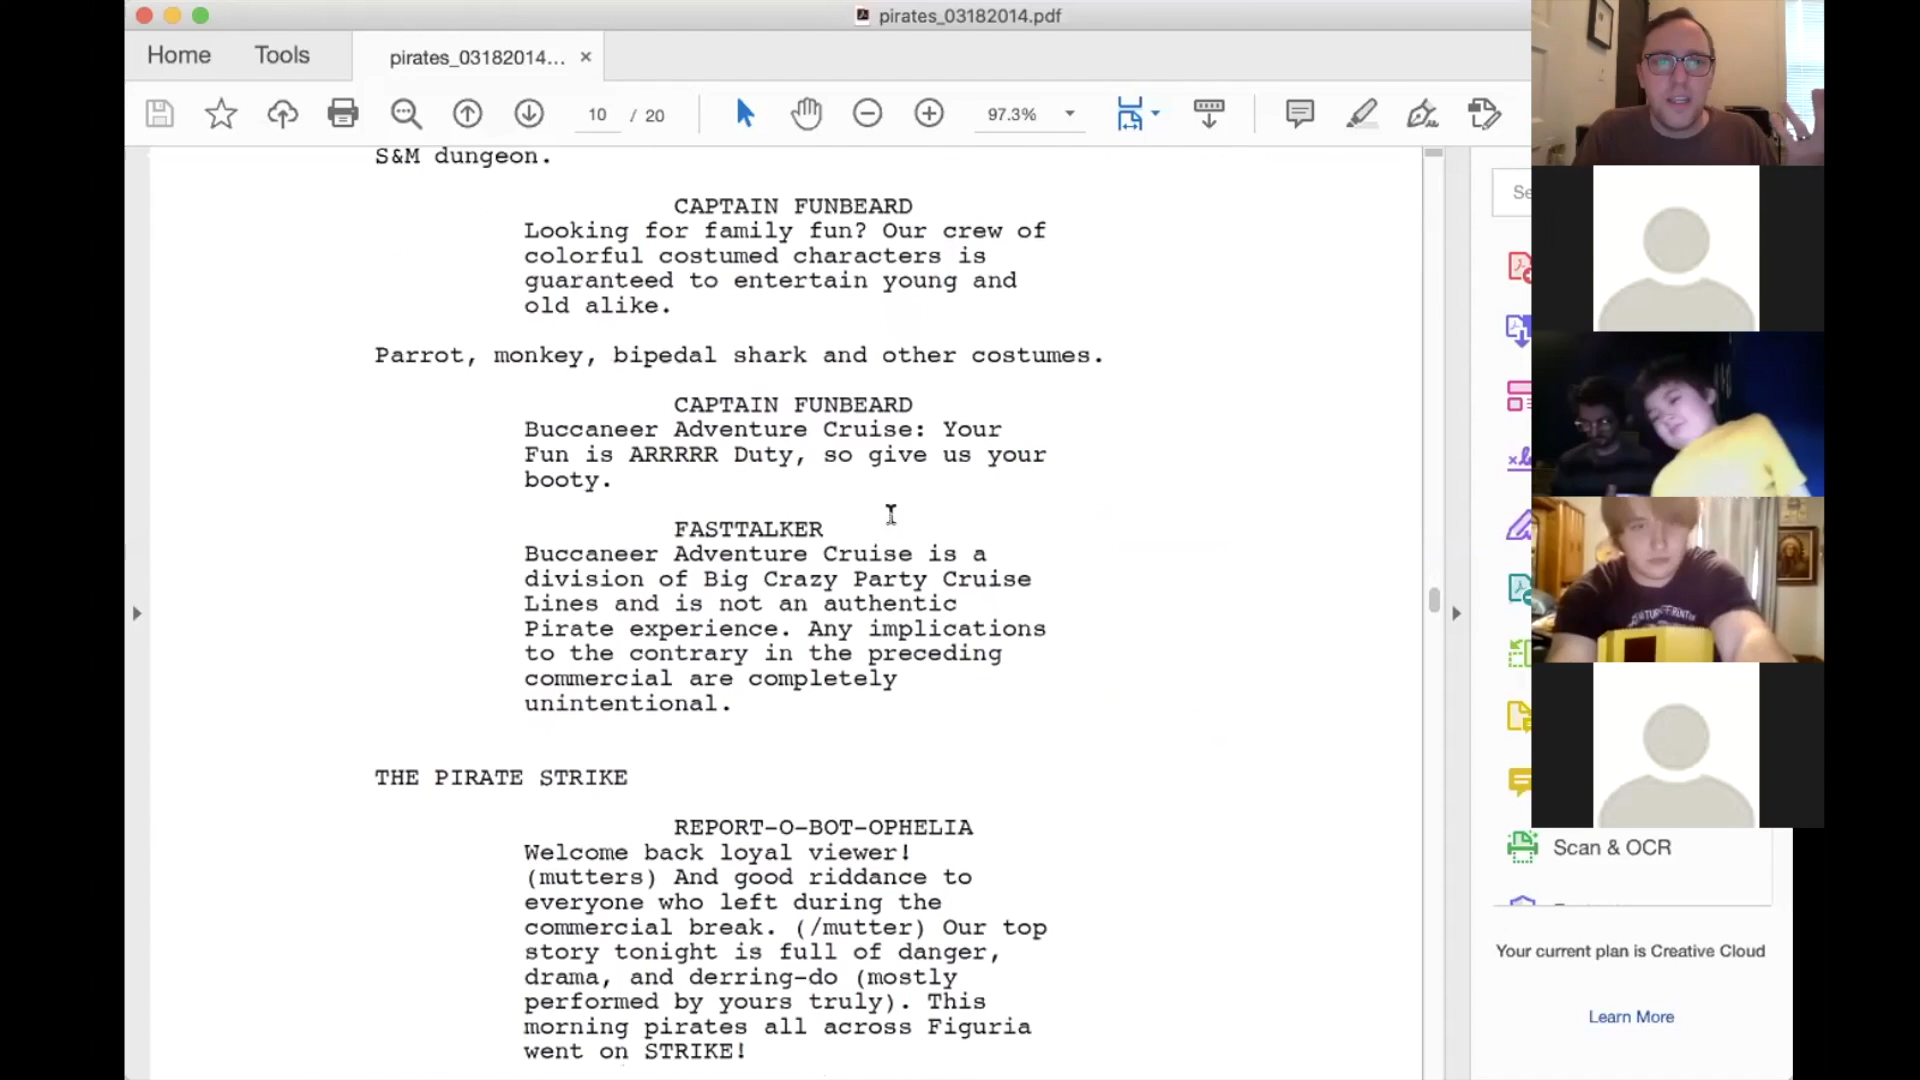 pirates_03182014.pdf
Home
Tools
pirates_03182014...
10 / 20
97.3%
S&M dungeon.
CAPTAIN FUNBEARD
Looking for family fun? Our crew of
colorful costumed characters is
guaranteed to entertain young and
old alike.
Parrot, monkey, bipedal shark and other costumes.
CAPTAIN FUNBEARD
Buccaneer Adventure Cruise: Your
Fun is ARRRRR Duty, so give us your
booty.
FASTTALKER
Buccaneer Adventure Cruise is a
division of Big Crazy Party Cruise
Lines and is not an authentic
Pirate experience. Any implications
to the contrary in the preceding
commercial are completely
unintentional.
THE PIRATE STRIKE
REPORT-O-BOT-OPHELIA
Welcome back loyal viewer!
(mutters) And good riddance to
everyone who left during the
commercial break. (/mutter) Our top
story tonight is full of danger,
drama, and derring-do (mostly
performed by yours truly). This
morning pirates all across Figuria
went on STRIKE!
Se
Scan & OCR
Your current plan is Creative Cloud
Learn More